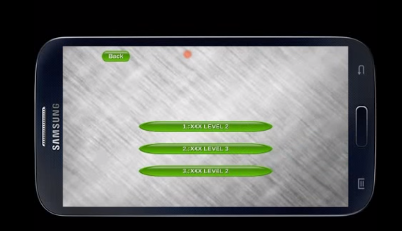 Back
SAMSUNG
1.:XXX LEVEL 2
2.:XXX LEVEL 3
3.:XXX LEVEL 2